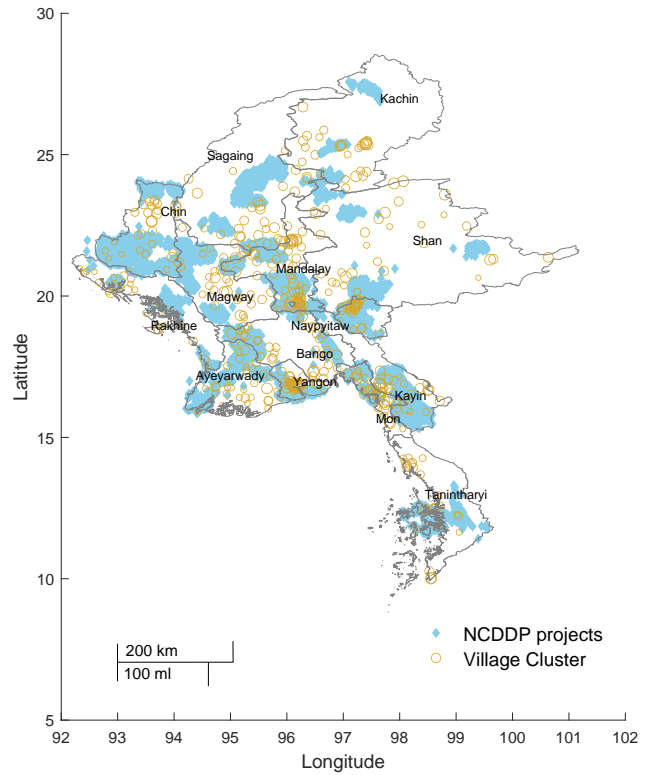 30
25
20
15
10
5
Latitude
Kachin
Sagaing
Chin
Shan
Mandalay
Magway
Rakhine
Naypyitaw
Bango
Ayeyarwady
Yangon
Kayin
Mon
Tanintharyi
200 km
100 ml
NCDDP projects
Village Cluster
92 93 94 95 96 97 98 99 100 101 102
Longitude